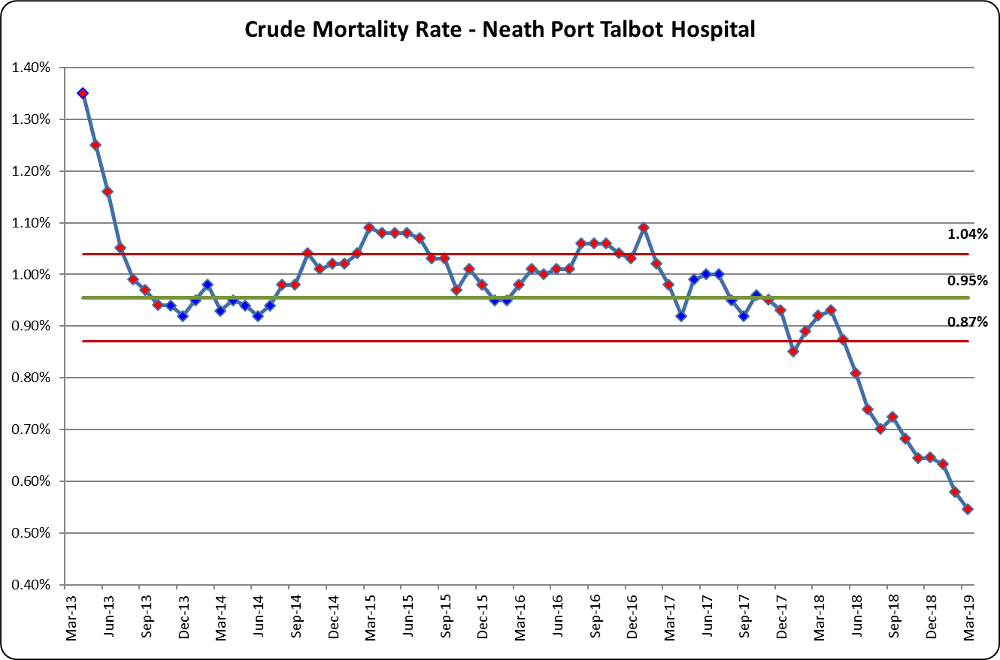 Crude Mortality Rate - Neath Port Talbot Hospital
1.40%
1.30%
1.20%
1.10%
1.00%
0.90%
0.80%
0.70%
0.60%
0.50%
0.40%
1.04%
0.95%
0.87%
Mar-13
Jun-13
Sep-13
Dec-13
Mar-14
Jun-14
Sep-14
Dec-14
Mar-15
Jun-15
Sep-15
Dec-15
Mar-16
Jun-16
Sep-16
Dec-16
Mar-17
Jun-17
Sep-17
Dec-17
Mar-18
Jun-18
Sep-18
Dec-18
Mar-19